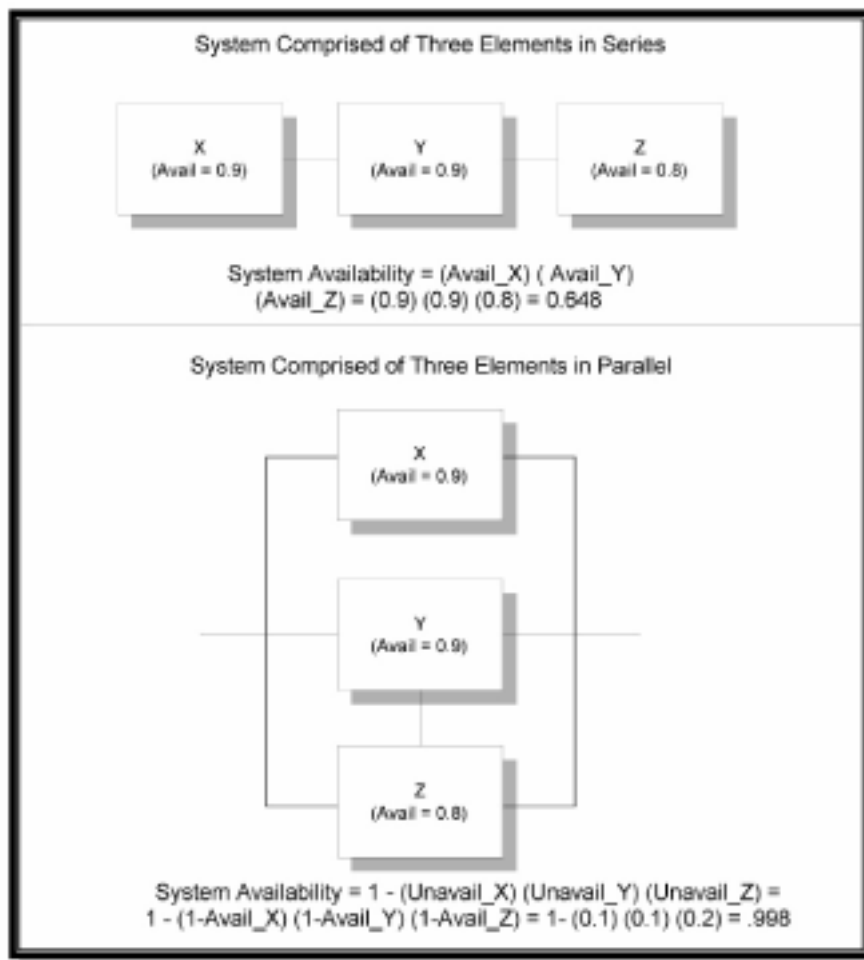 System Comprised of Three Elements in Series
X
(Avail = 0.9)
Y
(Avail = 0.9)
Z
(Avail = 0.8)
System Availability = (Avail_X) ( Avail_Y)
(Avail_Z) = (0.9) (0.9) (0.8) = 0.648
System Comprised of Three Elements in Parallel
X
(Avail = 0.9)
Y
(Avail = 0.9)
Z
(Avail = 0.8)
System Availability = 1 - (Unavail_X) (Unavail_Y) (Unavail_Z) =
1 - (1-Avail_X) (1-Avail_Y) (1-Avail_Z) = 1- (0.1) (0.1) (0.2) = .998